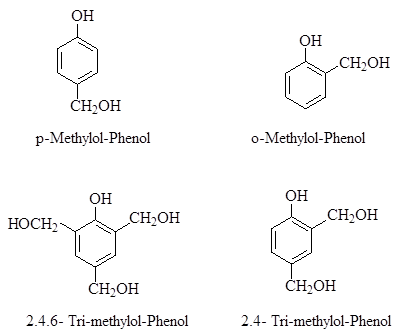 OH
CH2OH
p-Methylol-Phenol
OH
CH2OH
o-Methylol-Phenol
OH
HOCH2
CH2OH
CH2OH
2.4.6- Tri-methylol-Phenol
OH
CH2OH
CH2OH
2.4- Tri-methylol-Phenol